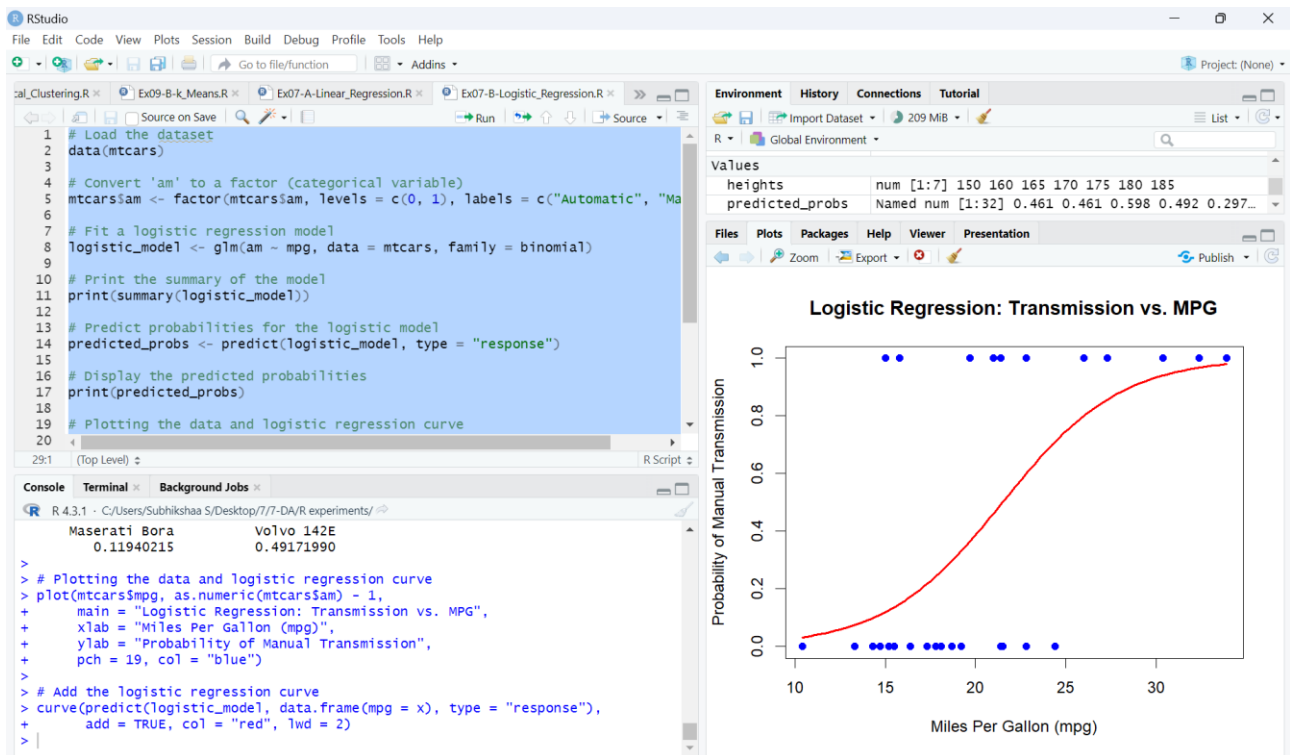 RStudio
File Edit Code View Plots Session Build Debug Profile Tools Help
Go to file/function Addins Project: (None)
cal_Clustering.R Ex09-B-k_Means.R Ex07-A-Linear_Regression.R Ex07-B-Logistic_Regression.R
Source on Save Run Source
1 # Load the dataset
2 data(mtcars)
3
4 # Convert 'am' to a factor (categorical variable)
5 mtcars$am <- factor(mtcars$am, levels = c(0, 1), labels = c("Automatic", "Ma
6
7 # Fit a logistic regression model
8 logistic_model <- glm(am ~ mpg, data = mtcars, family = binomial)
9
10 # Print the summary of the model
11 print(summary(logistic_model))
12
13 # Predict probabilities for the logistic model
14 predicted_probs <- predict(logistic_model, type = "response")
15
16 # Display the predicted probabilities
17 print(predicted_probs)
18
19 # Plotting the data and logistic regression curve
20
29:1 (Top Level) R Script
Console Terminal Background Jobs
R R 4.3.1 · C:/Users/Subhikshaa S/Desktop/7/7-DA/R experiments/
Maserati Bora Volvo 142E
0.11940215 0.49171990
>
> # Plotting the data and logistic regression curve
> plot(mtcars$mpg, as.numeric(mtcars$am) - 1,
+ main = "Logistic Regression: Transmission vs. MPG",
+ xlab = "Miles Per Gallon (mpg)",
+ ylab = "Probability of Manual Transmission",
+ pch = 19, col = "blue")
>
> # Add the logistic regression curve
> curve(predict(logistic_model, data.frame(mpg = x), type = "response"),
+ add = TRUE, col = "red", lwd = 2)
>
Environment History Connections Tutorial
Import Dataset 209 MiB List
R Global Environment
Values
heights num [1:7] 150 160 165 170 175 180 185
predicted_probs Named num [1:32] 0.461 0.461 0.598 0.492 0.297...
Files Plots Packages Help Viewer Presentation
Zoom Export Publish
Logistic Regression: Transmission vs. MPG
Probability of Manual Transmission
1.0
0.8
0.6
0.4
0.2
0.0
10 15 20 25 30
Miles Per Gallon (mpg)